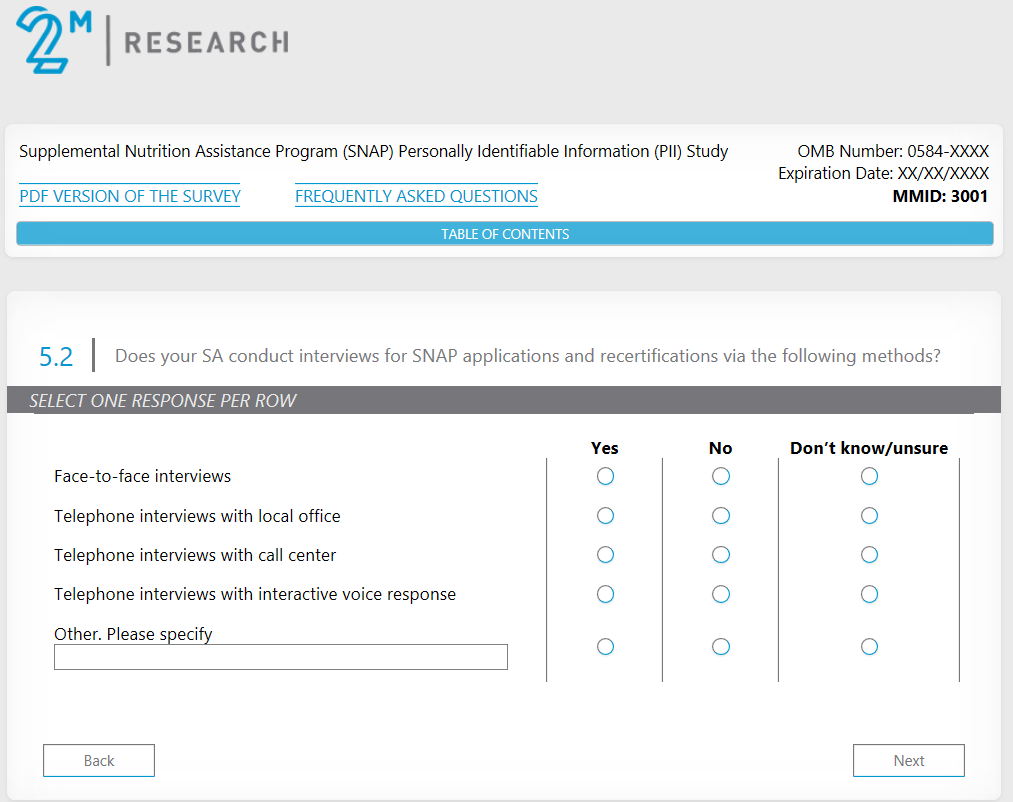 2M RESEARCH
Supplemental Nutrition Assistance Program (SNAP) Personally Identifiable Information (PII) Study
OMB Number: 0584-XXXX
Expiration Date: XX/XX/XXXX
PDF VERSION OF THE SURVEY FREQUENTLY ASKED QUESTIONS
MMID: 3001
TABLE OF CONTENTS
5.2 Does your SA conduct interviews for SNAP applications and recertifications via the following methods?
SELECT ONE RESPONSE PER ROW
Yes No Don't know/unsure
Face-to-face interviews
Telephone interviews with local office
Telephone interviews with call center
Telephone interviews with interactive voice response
Other. Please specify
Back Next